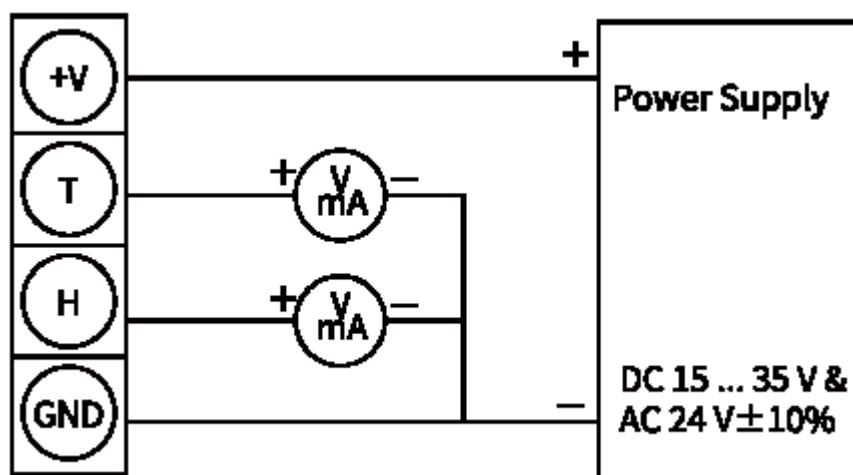 +V
+
Power Supply
T
+
V
mA
–
H
+
V
mA
–
GND
–
DC 15 ... 35 V &
AC 24 V±10%